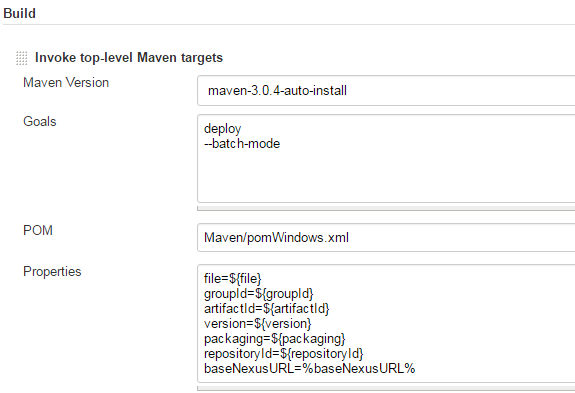 Build
Invoke top-level Maven targets
Maven Version
maven-3.0.4-auto-install
Goals
deploy
--batch-mode
POM
Maven/pomWindows.xml
Properties
file=${file}
groupId=${groupId}
artifactId=${artifactId}
version=${version}
packaging=${packaging}
repositoryId=${repositoryId}
baseNexusURL=%baseNexusURL%